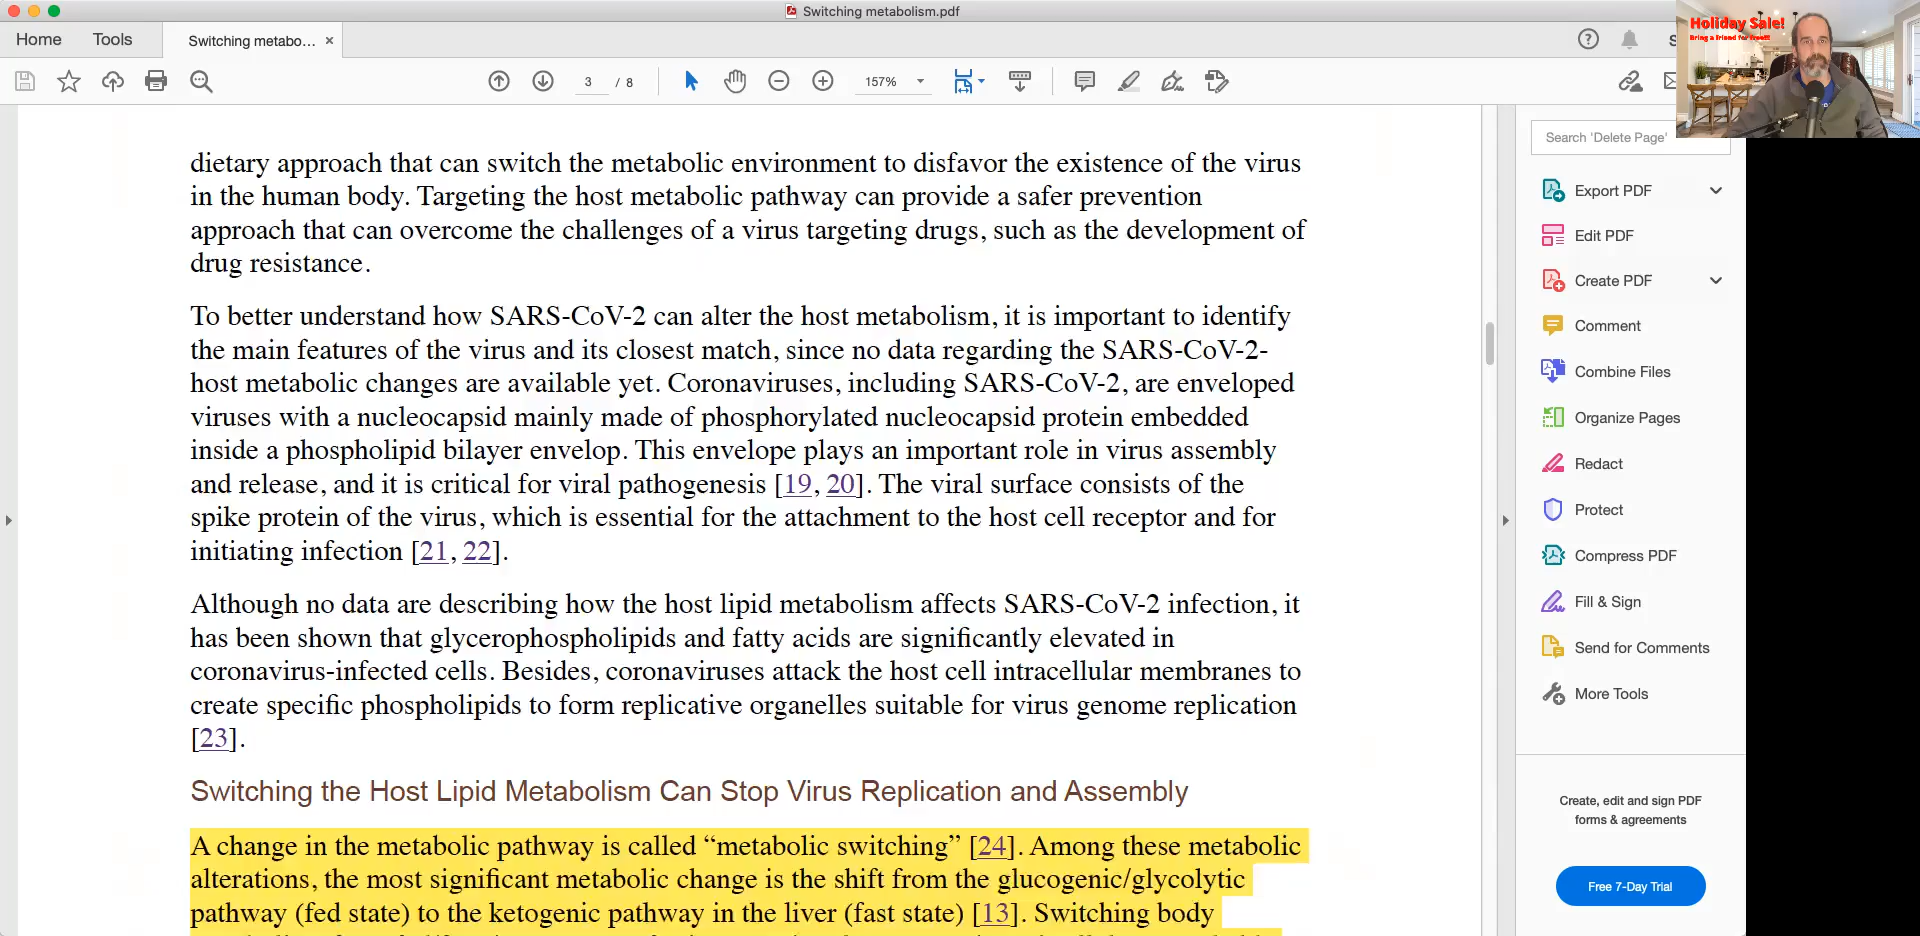 Switching metabolism.pdf
Home
Tools
Switching metabo... ×
Holiday Sale!
Bring a friend for free!!!
3 / 8
157%
S
Search 'Delete Page'
dietary approach that can switch the metabolic environment to disfavor the existence of the virus
in the human body. Targeting the host metabolic pathway can provide a safer prevention
approach that can overcome the challenges of a virus targeting drugs, such as the development of
drug resistance.
To better understand how SARS-CoV-2 can alter the host metabolism, it is important to identify
the main features of the virus and its closest match, since no data regarding the SARS-CoV-2-
host metabolic changes are available yet. Coronaviruses, including SARS-CoV-2, are enveloped
viruses with a nucleocapsid mainly made of phosphorylated nucleocapsid protein embedded
inside a phospholipid bilayer envelop. This envelope plays an important role in virus assembly
and release, and it is critical for viral pathogenesis [19, 20]. The viral surface consists of the
spike protein of the virus, which is essential for the attachment to the host cell receptor and for
initiating infection [21, 22].
Although no data are describing how the host lipid metabolism affects SARS-CoV-2 infection, it
has been shown that glycerophospholipids and fatty acids are significantly elevated in
coronavirus-infected cells. Besides, coronaviruses attack the host cell intracellular membranes to
create specific phospholipids to form replicative organelles suitable for virus genome replication
[23].
Switching the Host Lipid Metabolism Can Stop Virus Replication and Assembly
A change in the metabolic pathway is called “metabolic switching” [24]. Among these metabolic
alterations, the most significant metabolic change is the shift from the glucogenic/glycolytic
pathway (fed state) to the ketogenic pathway in the liver (fast state) [13]. Switching body
Export PDF
Edit PDF
Create PDF
Comment
Combine Files
Organize Pages
Redact
Protect
Compress PDF
Fill & Sign
Send for Comments
More Tools
Create, edit and sign PDF
forms & agreements
Free 7-Day Trial